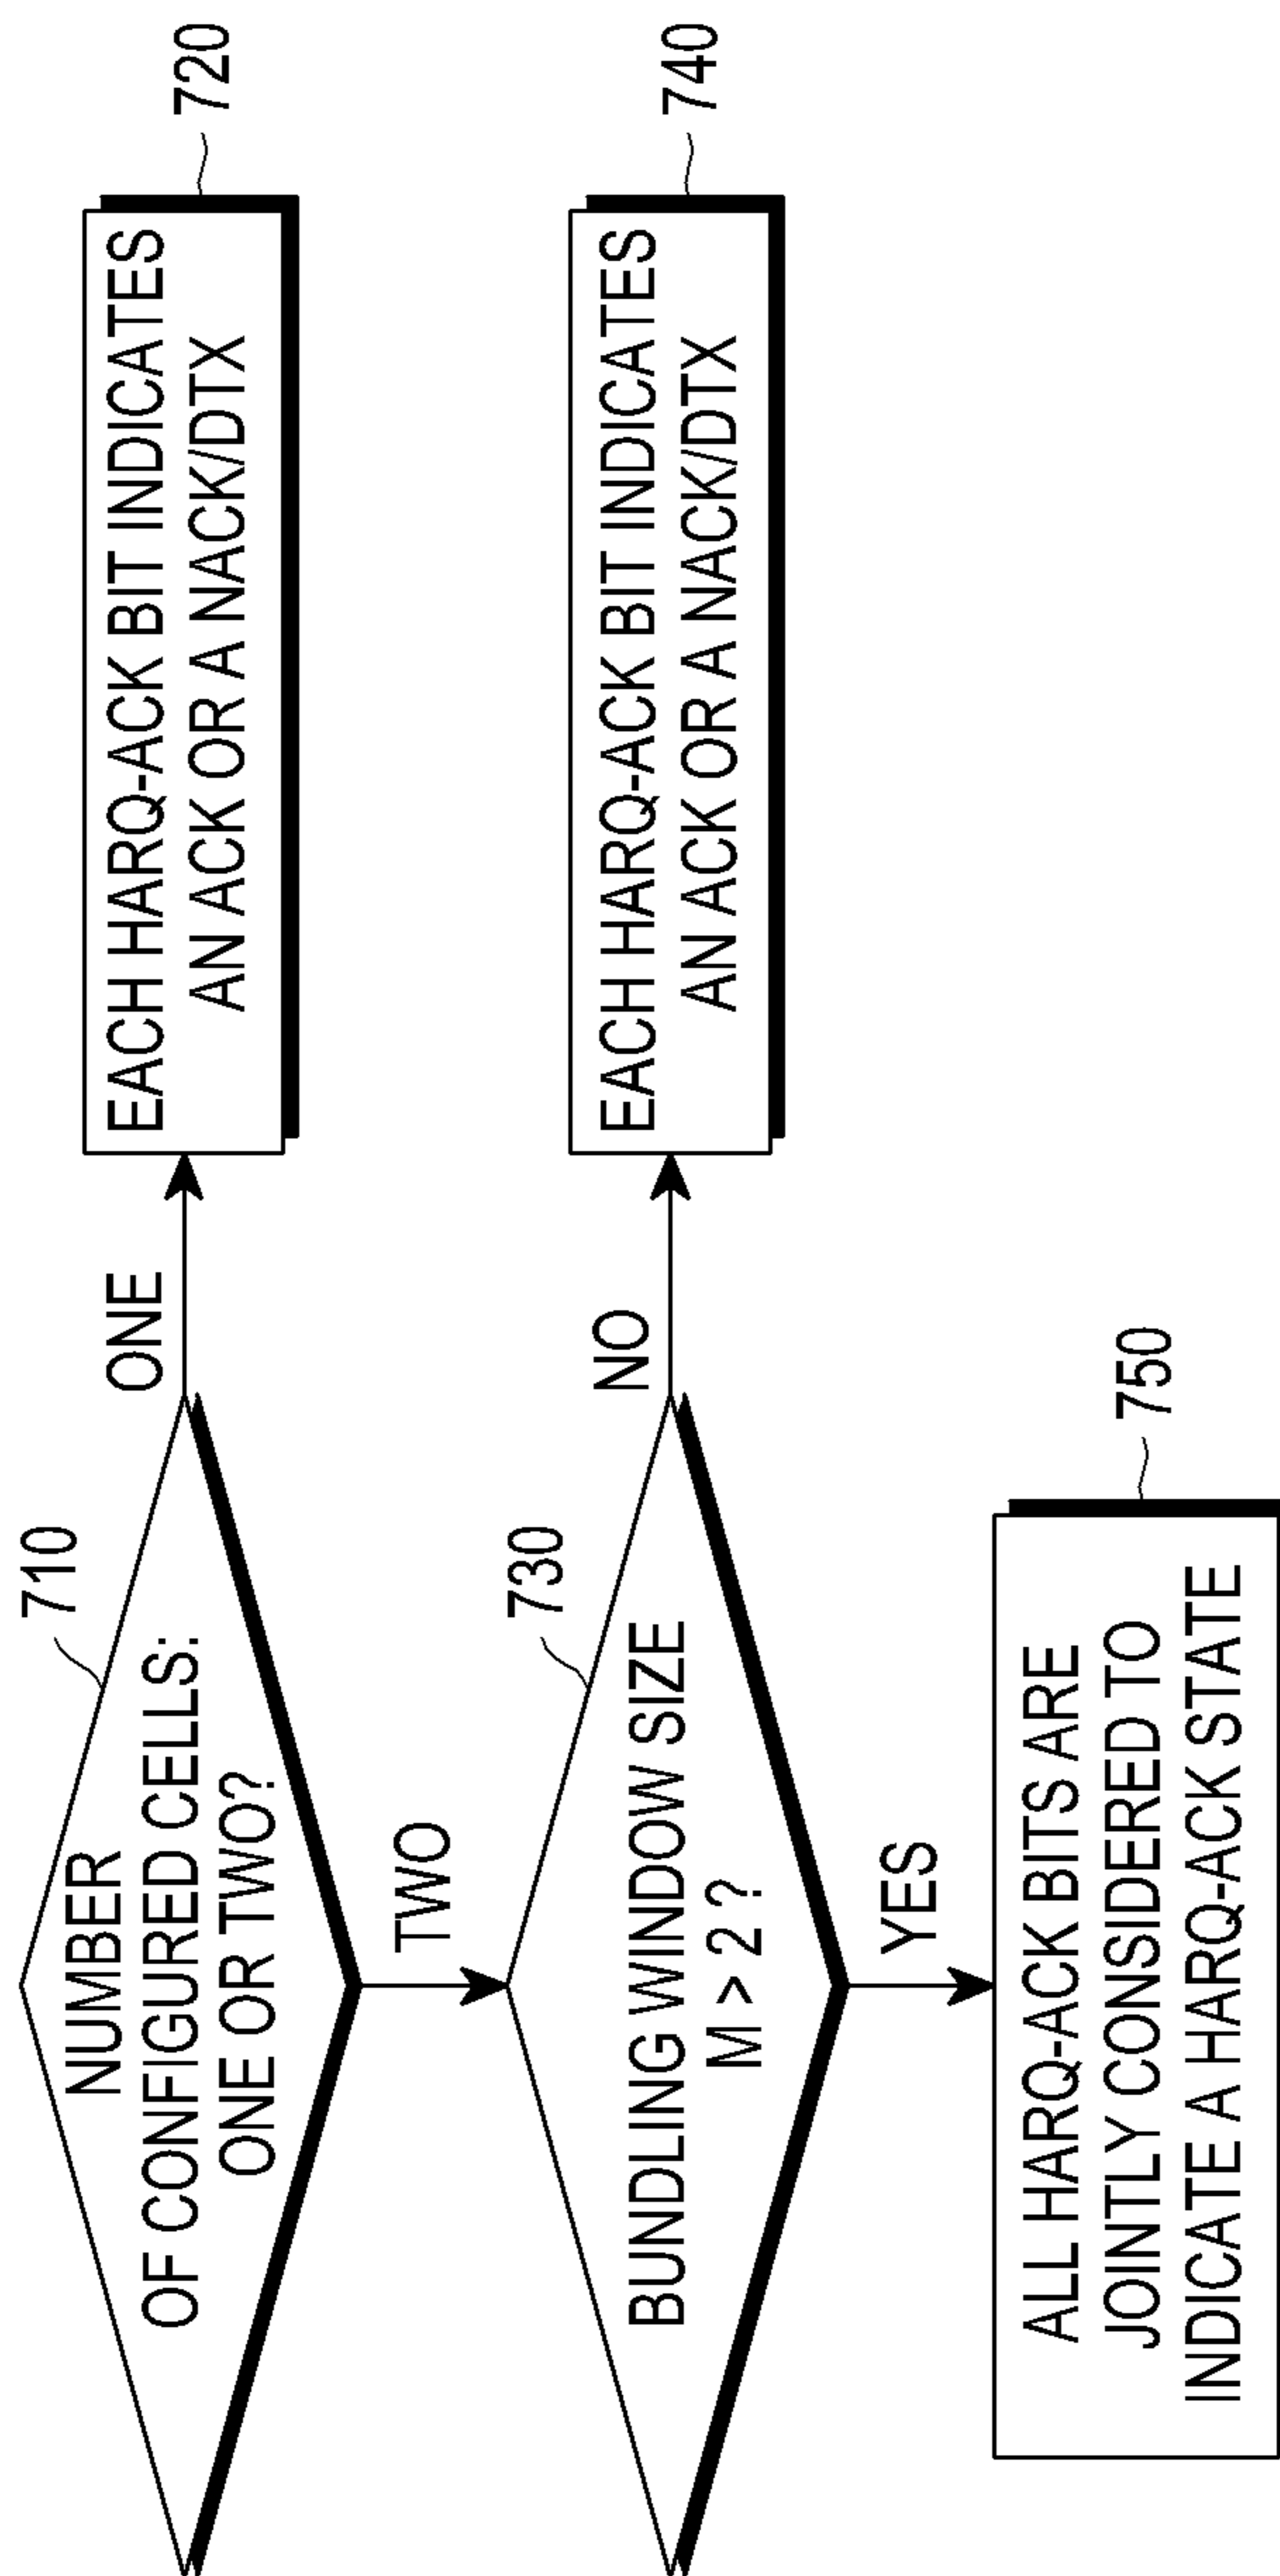 710
NUMBER
OF CONFIGURED CELLS:
ONE OR TWO?
ONE
720
EACH HARQ-ACK BIT INDICATES
AN ACK OR A NACK/DTX
TWO
730
BUNDLING WINDOW SIZE
M > 2 ?
NO
740
EACH HARQ-ACK BIT INDICATES
AN ACK OR A NACK/DTX
YES
750
ALL HARQ-ACK BITS ARE
JOINTLY CONSIDERED TO
INDICATE A HARQ-ACK STATE